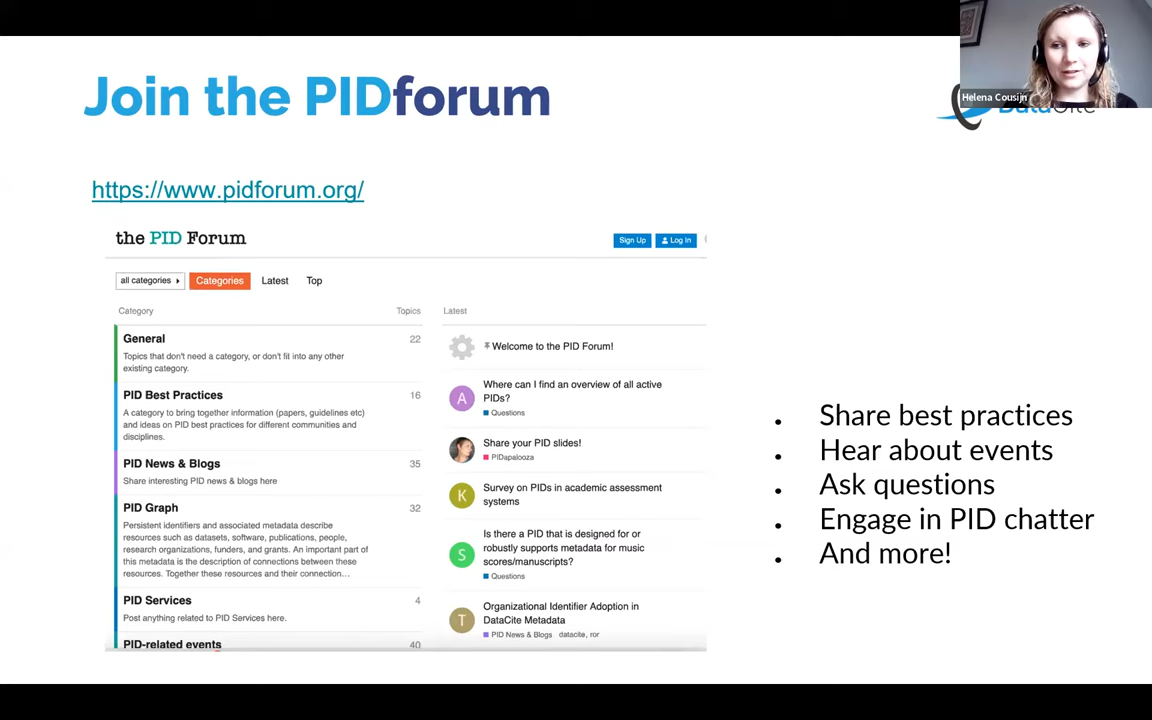 Join the PIDforum
Helena Cousijn
DataCite
https://www.pidforum.org/
the PID Forum
Sign Up
Log In
all categories
Categories
Latest
Top
Category
Topics
General
22
Topics that don't need a category, or don't fit into any other
existing category.
PID Best Practices
16
A category to bring together information (papers, guidelines etc)
and ideas on PID best practices for different communities and
disciplines.
PID News & Blogs
35
Share interesting PID news & blogs here
PID Graph
32
Persistent identifiers and associated metadata describe
resources such as datasets, software, publications, people,
research organizations, funders, and grants. An important part of
this metadata is the description of connections between these
resources. Together these resources and their connection…
PID Services
4
Post anything related to PID Services here.
PID-related events
40
Latest
Welcome to the PID Forum!
A
Where can I find an overview of all active
PIDs?
Questions
Share your PID slides!
PIDapalooza
K
Survey on PIDs in academic assessment
systems
S
Is there a PID that is designed for or
robustly supports metadata for music
scores/manuscripts?
Questions
T
Organizational Identifier Adoption in
DataCite Metadata
PID News & Blogs datacite, ror
• Share best practices
• Hear about events
• Ask questions
• Engage in PID chatter
• And more!